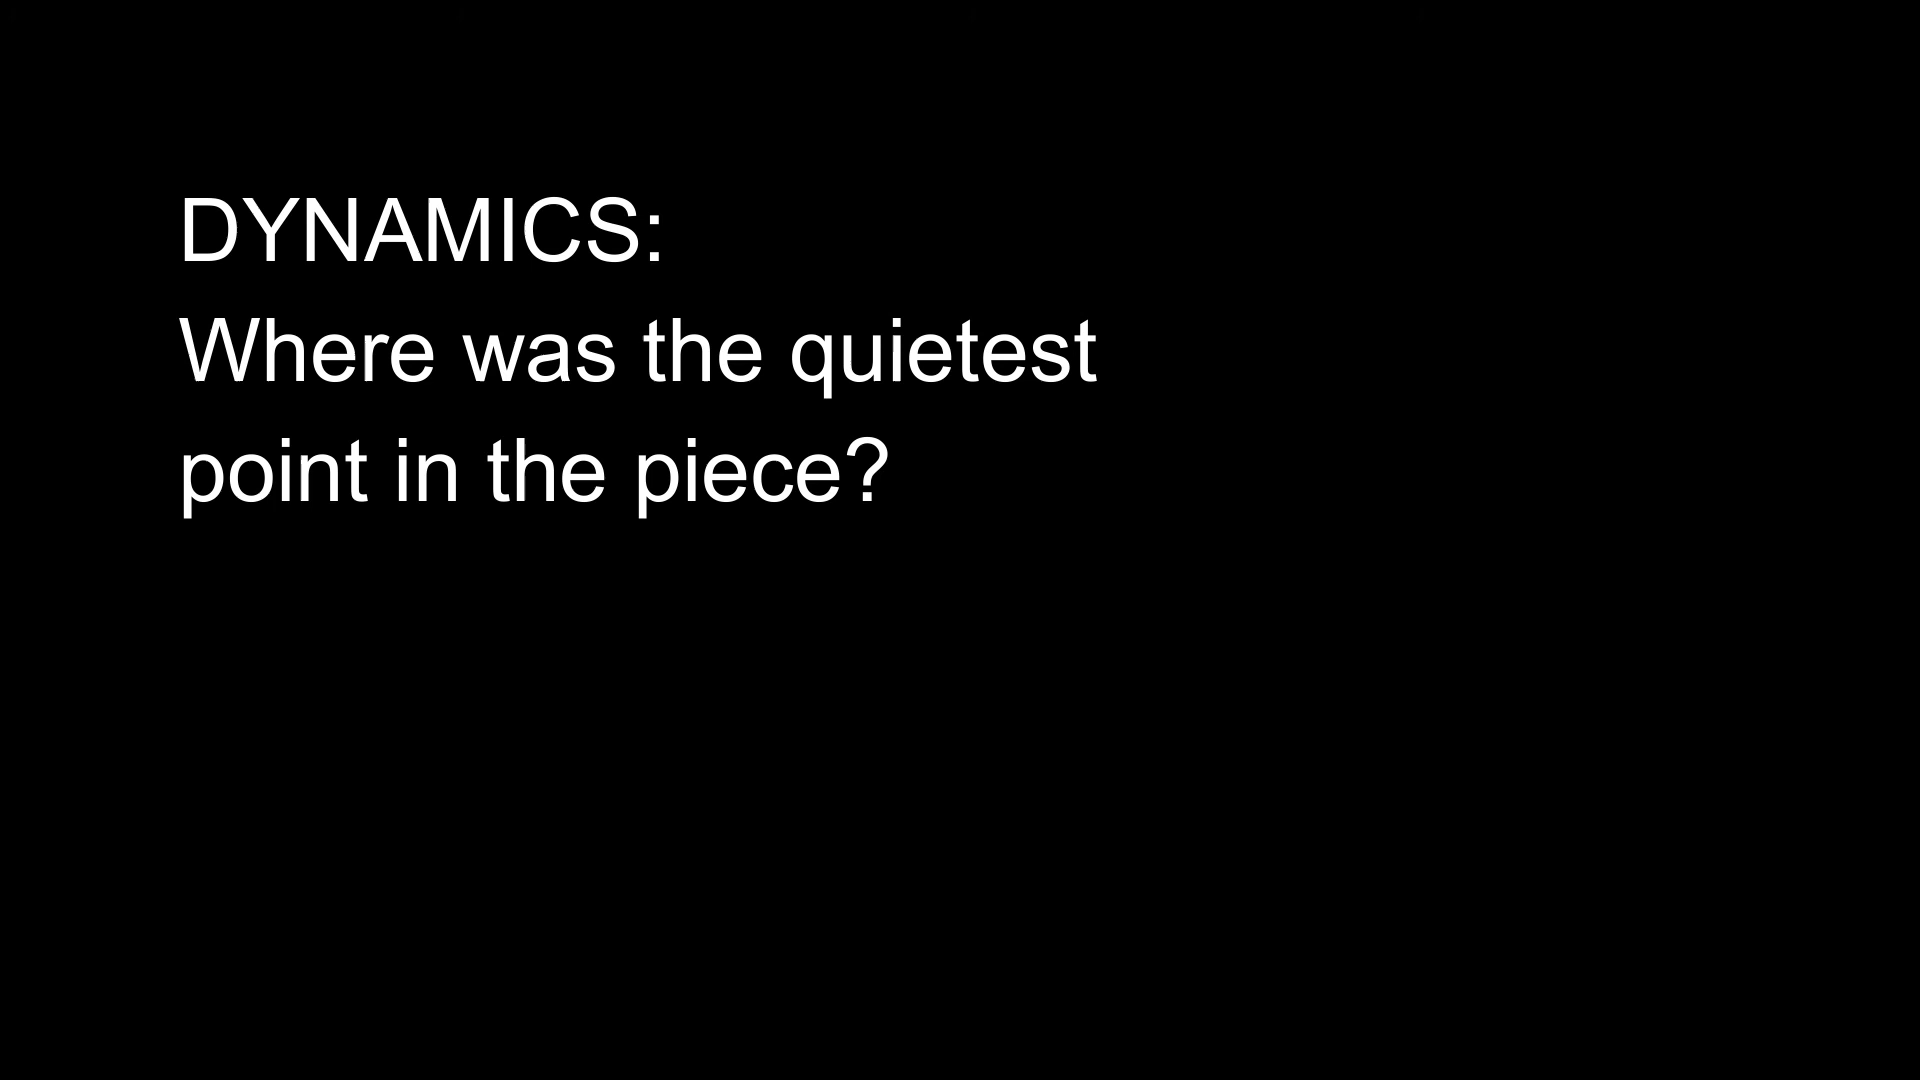 DYNAMICS:
Where was the quietest
point in the piece?